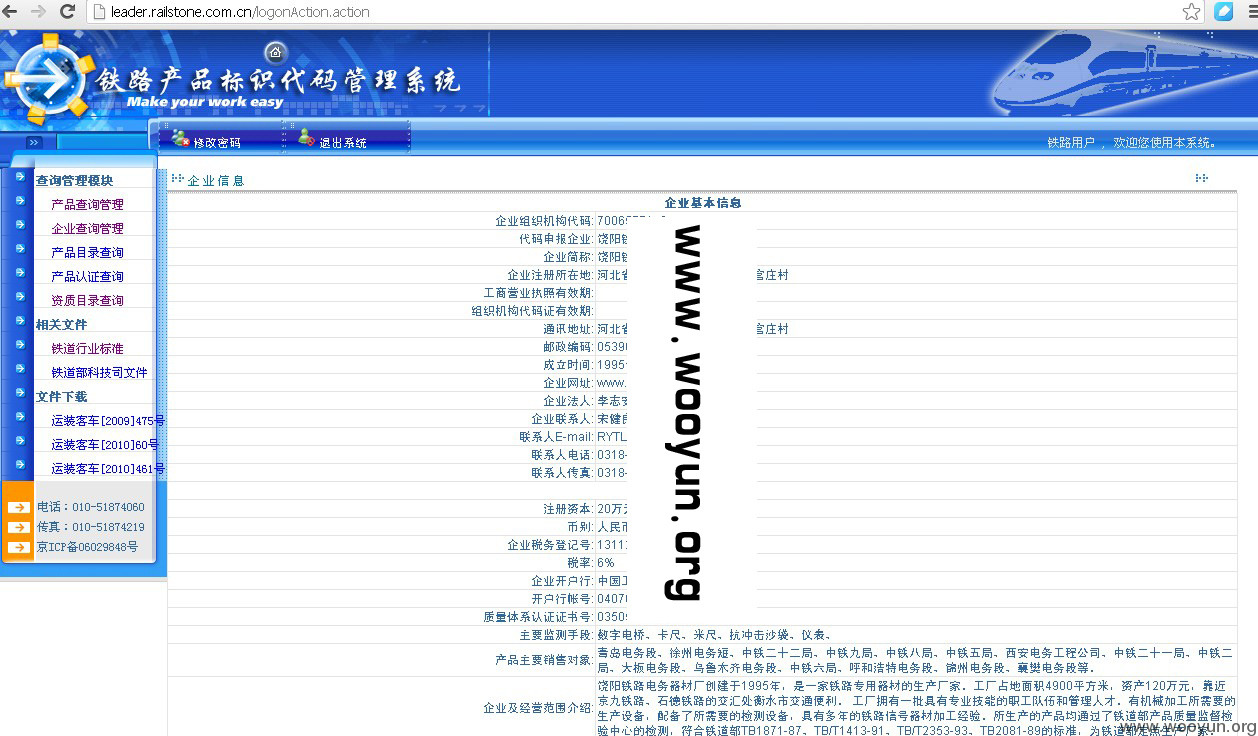 leader.railstone.com.cn/logonAction.action
铁路产品标识代码管理系统
Make your work easy
修改密码
退出系统
铁路用户 ，欢迎您使用本系统。
查询管理模块
产品查询管理
企业查询管理
产品目录查询
产品认证查询
资质目录查询
相关文件
铁道行业标准
铁道部科技司文件
文件下载
运装客车[2009]475号
运装客车[2010]60号
运装客车[2010]461号
电话：010-51874060
传真：010-51874219
京ICP备06029848号
企业信息
企业基本信息
企业组织机构代码: 7006
代码申报企业: 饶阳
企业简称: 饶阳
企业注册所在地: 河北省 官庄村
工商营业执照有效期:
组织机构代码证有效期:
通讯地址: 河北省 官庄村
邮政编码: 0539
成立时间: 1995
企业网址: www.
企业法人: 李志
企业联系人: 宋健
联系人E-mail: RYTL
联系人电话: 0318-
联系人传真: 0318-
注册资本: 20万
币别: 人民币
企业税务登记号: 1311
税率: 6%
企业开户行: 中国
开户行帐号: 0407
质量体系认证证书号: 0350
主要监测手段: 数字电桥、卡尺、米尺、抗冲击沙袋、仪表、
产品主要销售对象: 青岛电务段、徐州电务短、中铁二十二局、中铁九局、中铁八局、中铁五局、西安电务工程公司、中铁二十一局、中铁二
局、大板电务段、乌鲁木齐电务段、中铁六局、呼和浩特电务段、锦州电务段、襄樊电务段等.
企业及经营范围介绍: 饶阳铁路电务器材厂创建于1995年，是一家铁路专用器材的生产厂家．工厂占地面积4900平方米，资产120万元，靠近
京九铁路、石德铁路的交汇处衡水市交通便利． 工厂拥有一批具有专业技能的职工队伍和管理人才．有机械加工所需要的
生产设备，配备了所需要的检测设备，具有多年的铁路信号器材加工经验．所生产的产品均通过了铁道部产品质量监督检
验中心的检测，符合铁道部TB1871-87、TB/T1413-91、TB/T2353-93、TB2081-89的标准，为铁道部定点生产厂家．
www.wooyun.org
www.wooyun.org